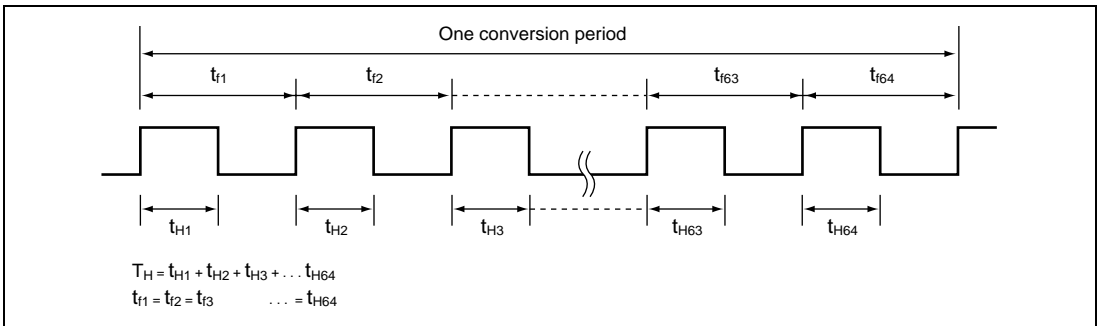 One conversion period
tf1 tf2 tf63 tf64
tH1 tH2 tH3 tH63 tH64
TH = tH1 + tH2 + tH3 + . . . tH64
tf1 = tf2 = tf3 . . . = tH64